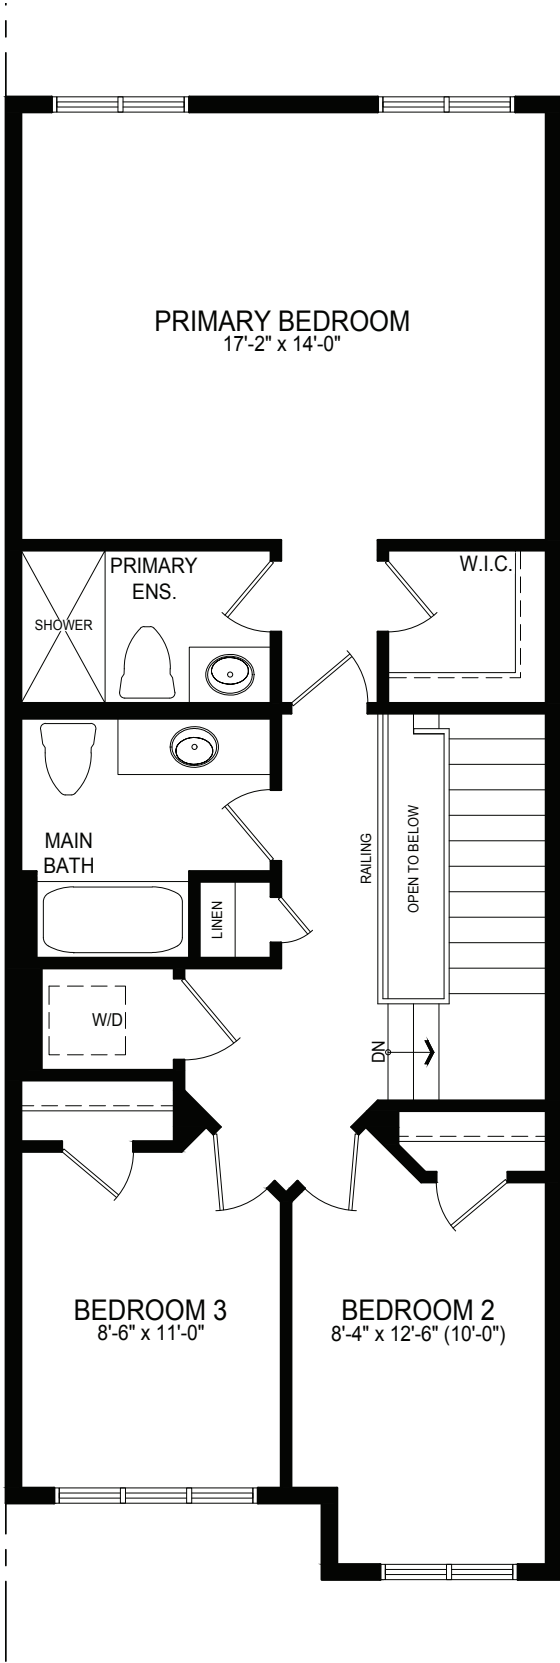 PRIMARY BEDROOM
17'-2" x 14'-0"
PRIMARY
ENS.
W.I.C.
SHOWER
MAIN
BATH
RAILING
OPEN TO BELOW
LINEN
W/D
DN
BEDROOM 3
8'-6" x 11'-0"
BEDROOM 2
8'-4" x 12'-6" (10'-0")